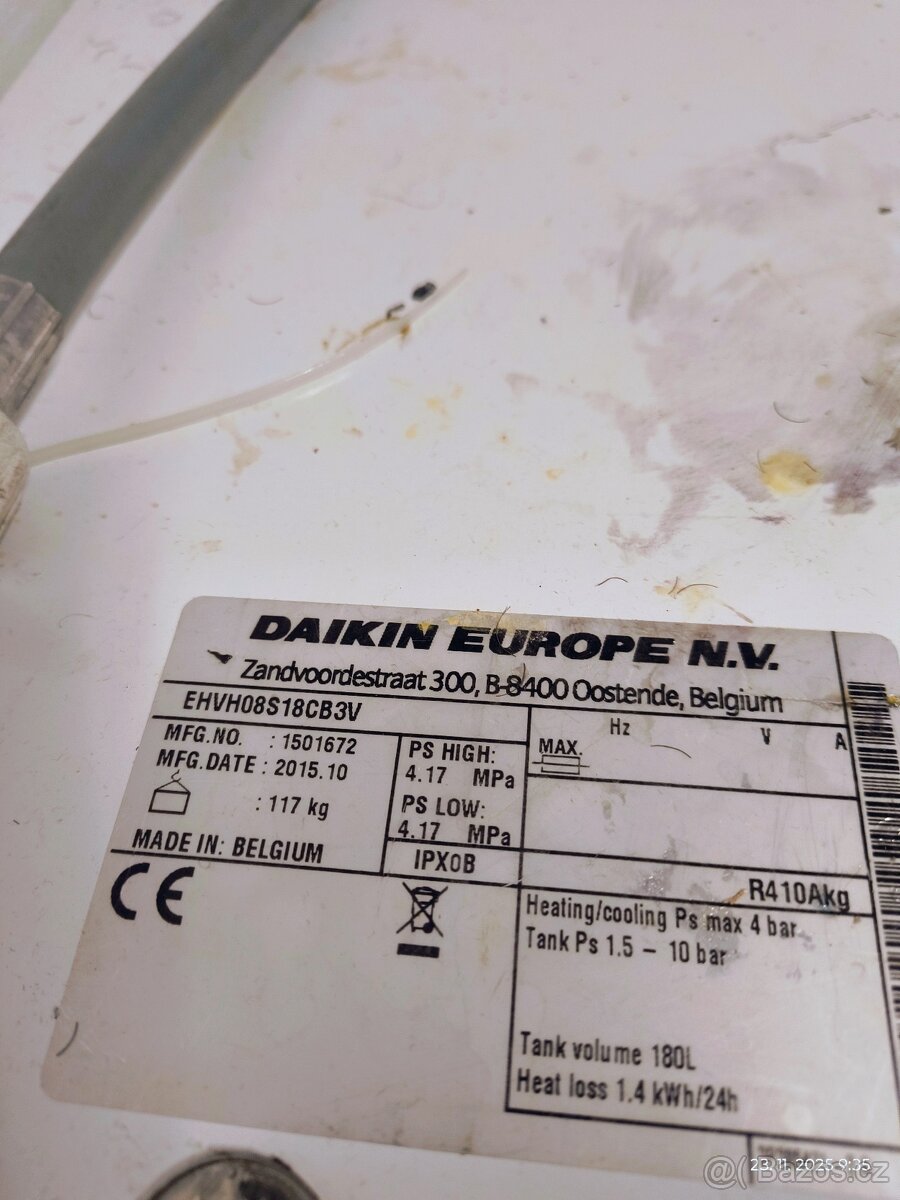 DAIKIN EUROPE N.V.
Zandvoordestraat 300, B-8400 Oostende, Belgium
EHVH08S18CB3V
MFG.NO. : 1501672
MFG.DATE : 2015.10
: 117 kg
MADE IN: BELGIUM
PS HIGH:
4.17 MPa
PS LOW:
4.17 MPa
IPX0B
Hz V A
MAX.
R410Akg
CE
Heating/cooling Ps max 4 bar
Tank Ps 1.5 – 10 bar
Tank volume 180L
Heat loss 1.4 kWh/24h
23.11.2025 9:35
@Bazos.cz